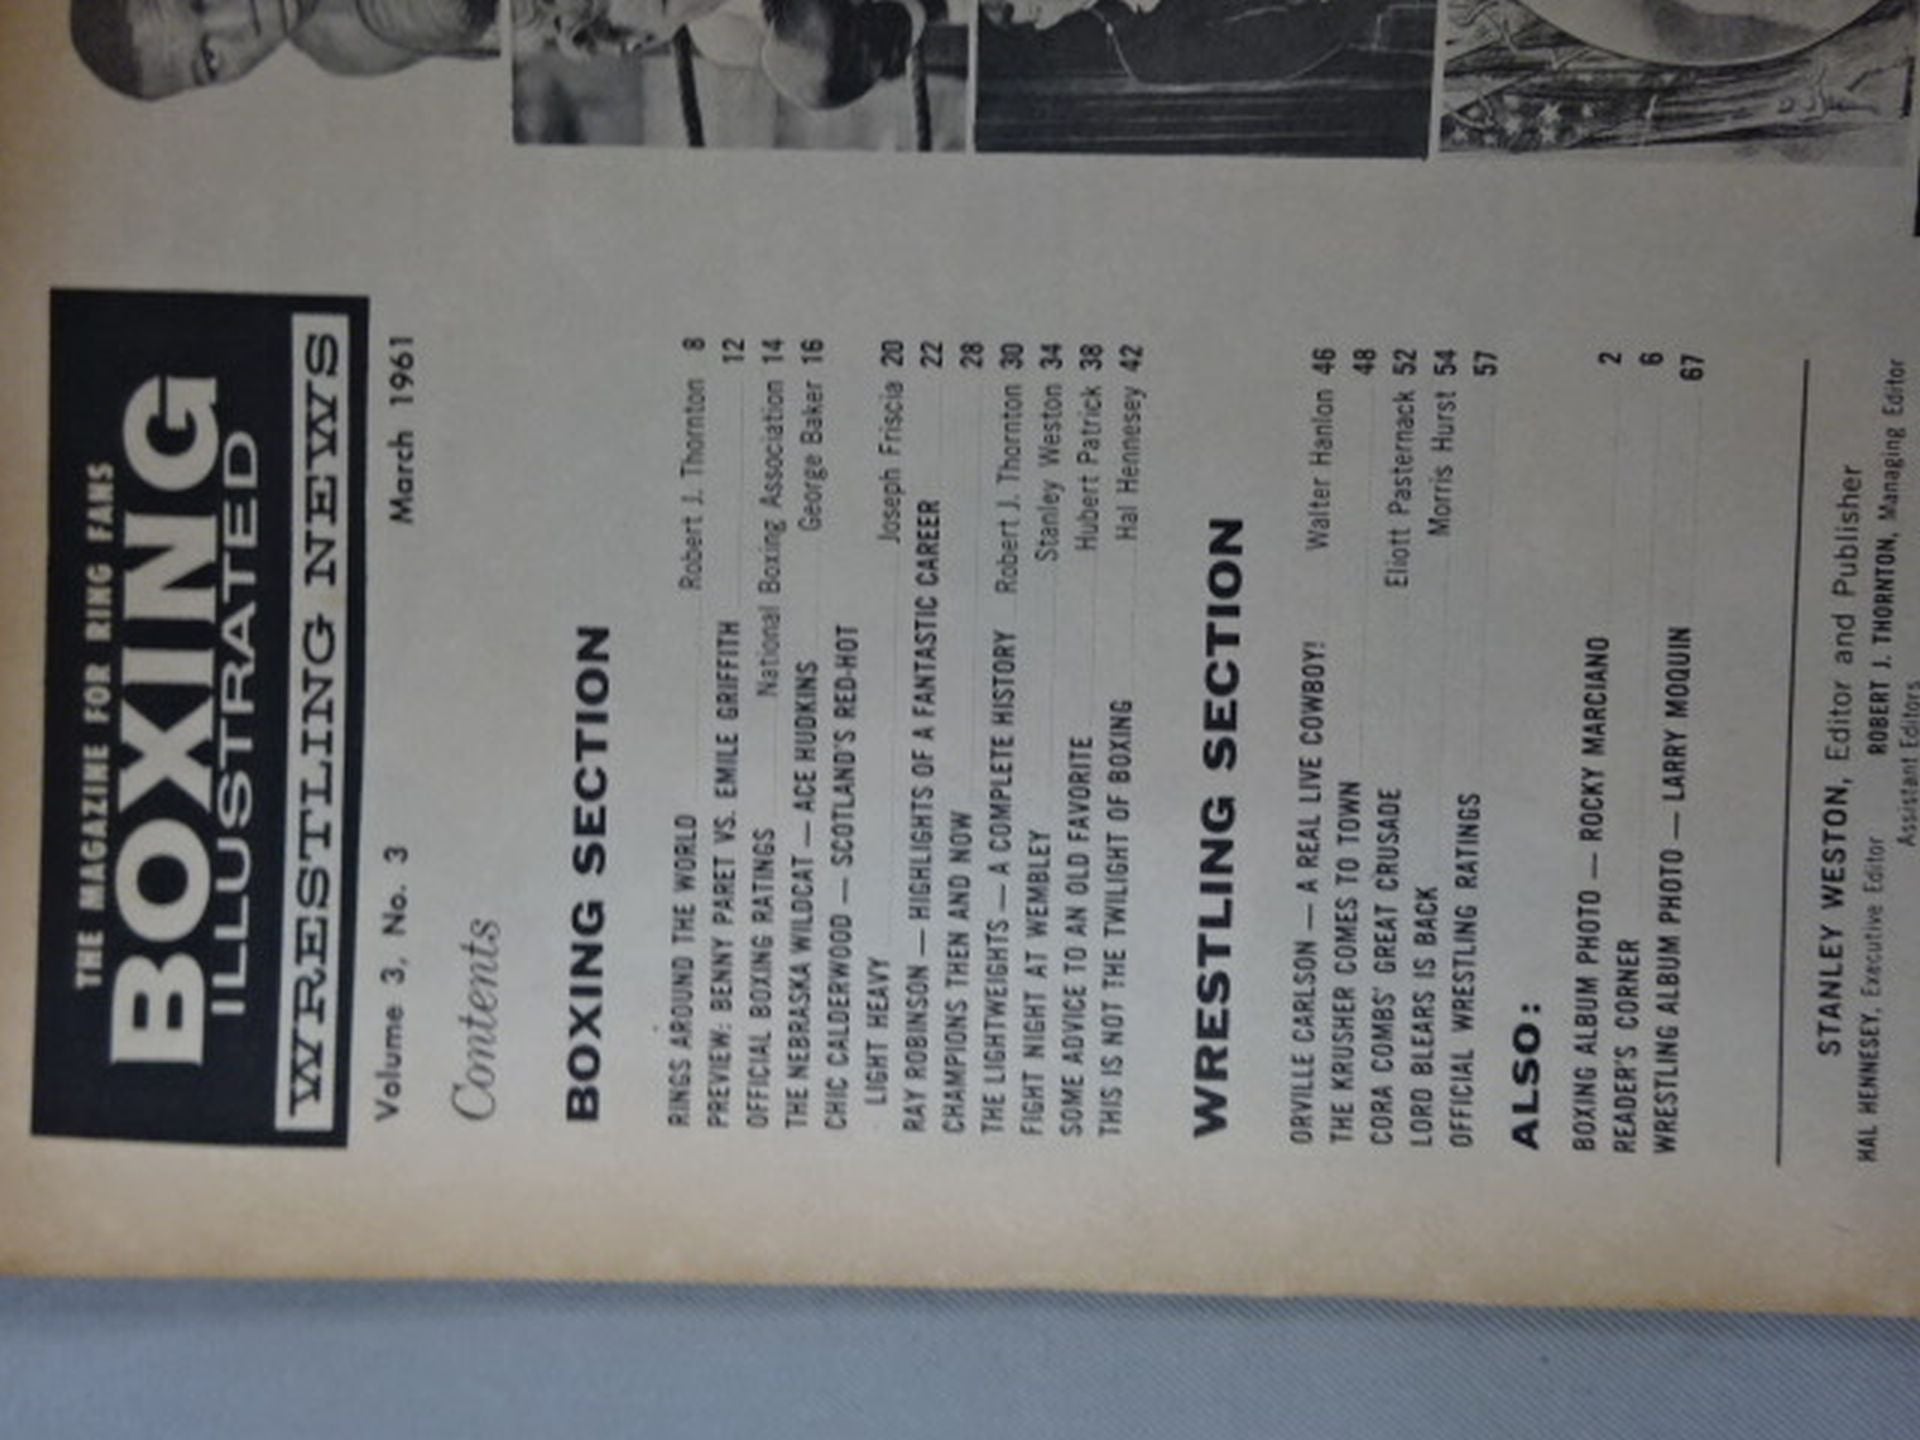 THE MAGAZINE FOR RING FANS
BOXING
ILLUSTRATED
WRESTLING NEWS
Volume 3, No. 3 March 1961
Contents
BOXING SECTION
RINGS AROUND THE WORLD Robert J. Thornton 8
PREVIEW: BENNY PARET VS. EMILE GRIFFITH 12
OFFICIAL BOXING RATINGS National Boxing Association 14
THE NEBRASKA WILDCAT — ACE HUDKINS George Baker 16
CHIC CALDERWOOD — SCOTLAND'S RED-HOT
LIGHT HEAVY Joseph Friscia 20
RAY ROBINSON — HIGHLIGHTS OF A FANTASTIC CAREER 22
CHAMPIONS THEN AND NOW 28
THE LIGHTWEIGHTS — A COMPLETE HISTORY Robert J. Thornton 30
FIGHT NIGHT AT WEMBLEY Stanley Weston 34
SOME ADVICE TO AN OLD FAVORITE Hubert Patrick 38
THIS IS NOT THE TWILIGHT OF BOXING Hal Hennesey 42
WRESTLING SECTION
ORVILLE CARLSON — A REAL LIVE COWBOY! Walter Hanlon 46
THE KRUSHER COMES TO TOWN 48
CORA COMBS' GREAT CRUSADE Eliott Pasternack 52
LORD BLEARS IS BACK Morris Hurst 54
OFFICIAL WRESTLING RATINGS 57
ALSO:
BOXING ALBUM PHOTO — ROCKY MARCIANO 2
READER'S CORNER 6
WRESTLING ALBUM PHOTO — LARRY MOQUIN 67
STANLEY WESTON, Editor and Publisher
HAL HENNESEY, Executive Editor ROBERT J. THORNTON, Managing Editor
Assistant Editors